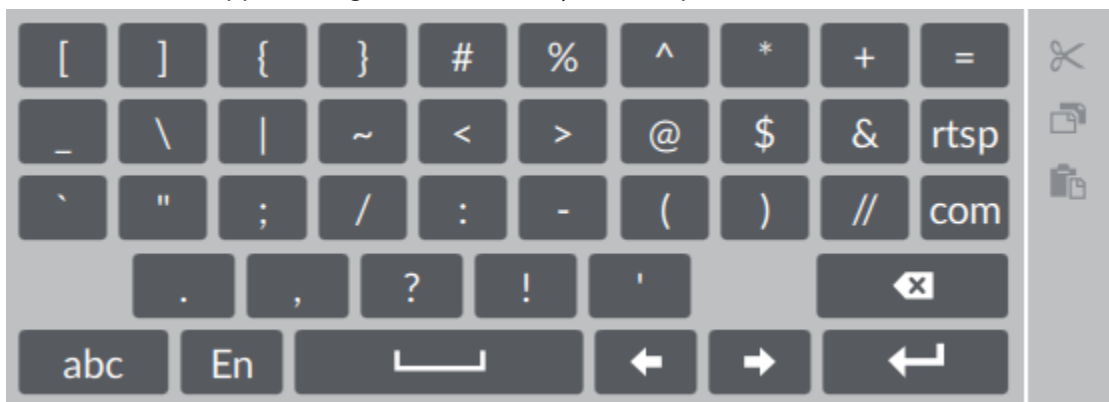 [ ] { } # % ^ * + =
_ \ | ~ < > @ $ & rtsp
` " ; / : - ( ) // com
. , ? ! '
abc En